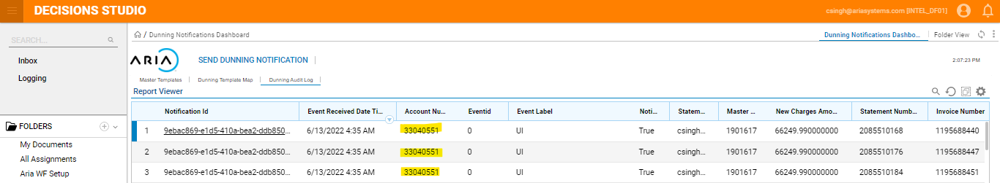 DECISIONS STUDIO
csingh@ariasystems.com [INTEL_DF01]
SEARCH...
Inbox
Logging
FOLDERS
My Documents
All Assignments
Aria WF Setup
/ Dunning Notifications Dashboard
Dunning Notifications Dashbo... Folder View
ARIA SEND DUNNING NOTIFICATION 2:07:23 PM
Master Templates Dunning Template Map Dunning Audit Log
Report Viewer
Notification Id Event Received Date Ti... Account Nu... Eventid Event Label Noti... Statem... Master ... New Charges Amo... Statement Numb... Invoice Number
1 9ebac869-e1d5-410a-bea2-ddb850... 6/13/2022 4:35 AM 33040551 0 UI True csingh... 1901617 66249.990000000 2085510168 1195688440
2 9ebac869-e1d5-410a-bea2-ddb850... 6/13/2022 4:35 AM 33040551 0 UI True csingh... 1901617 66249.990000000 2085510176 1195688447
3 9ebac869-e1d5-410a-bea2-ddb850... 6/13/2022 4:35 AM 33040551 0 UI True csingh... 1901617 66249.990000000 2085510184 1195688451